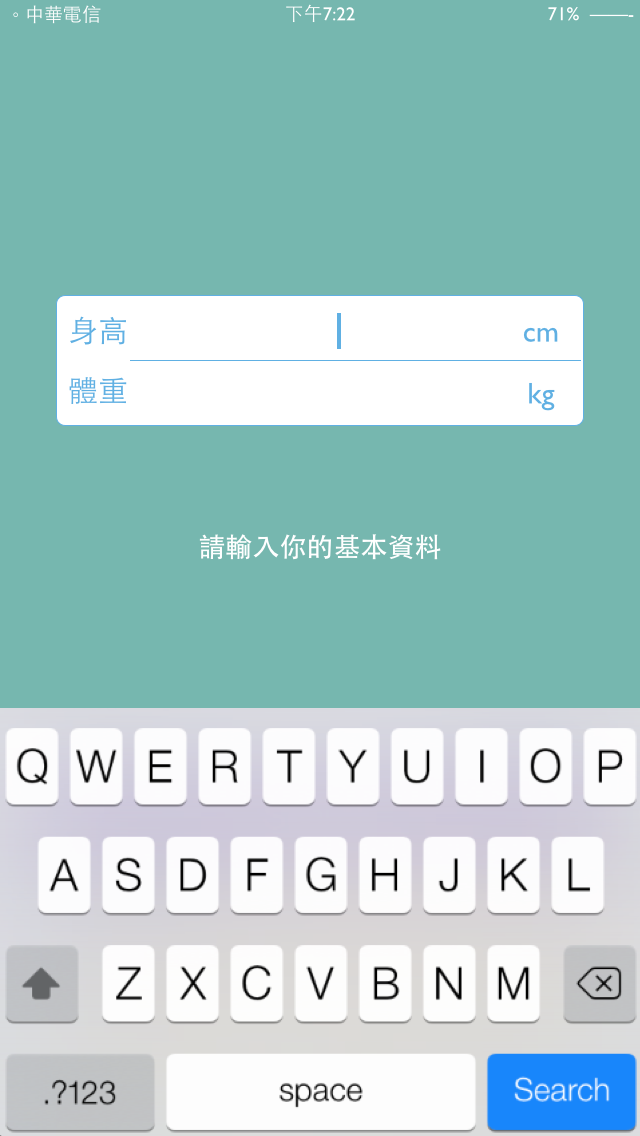 中華電信 下午7:22 71%
身高 cm
體重 kg
請輸入你的基本資料
Q W E R T Y U I O P
A S D F G H J K L
Z X C V B N M
.?123 space Search